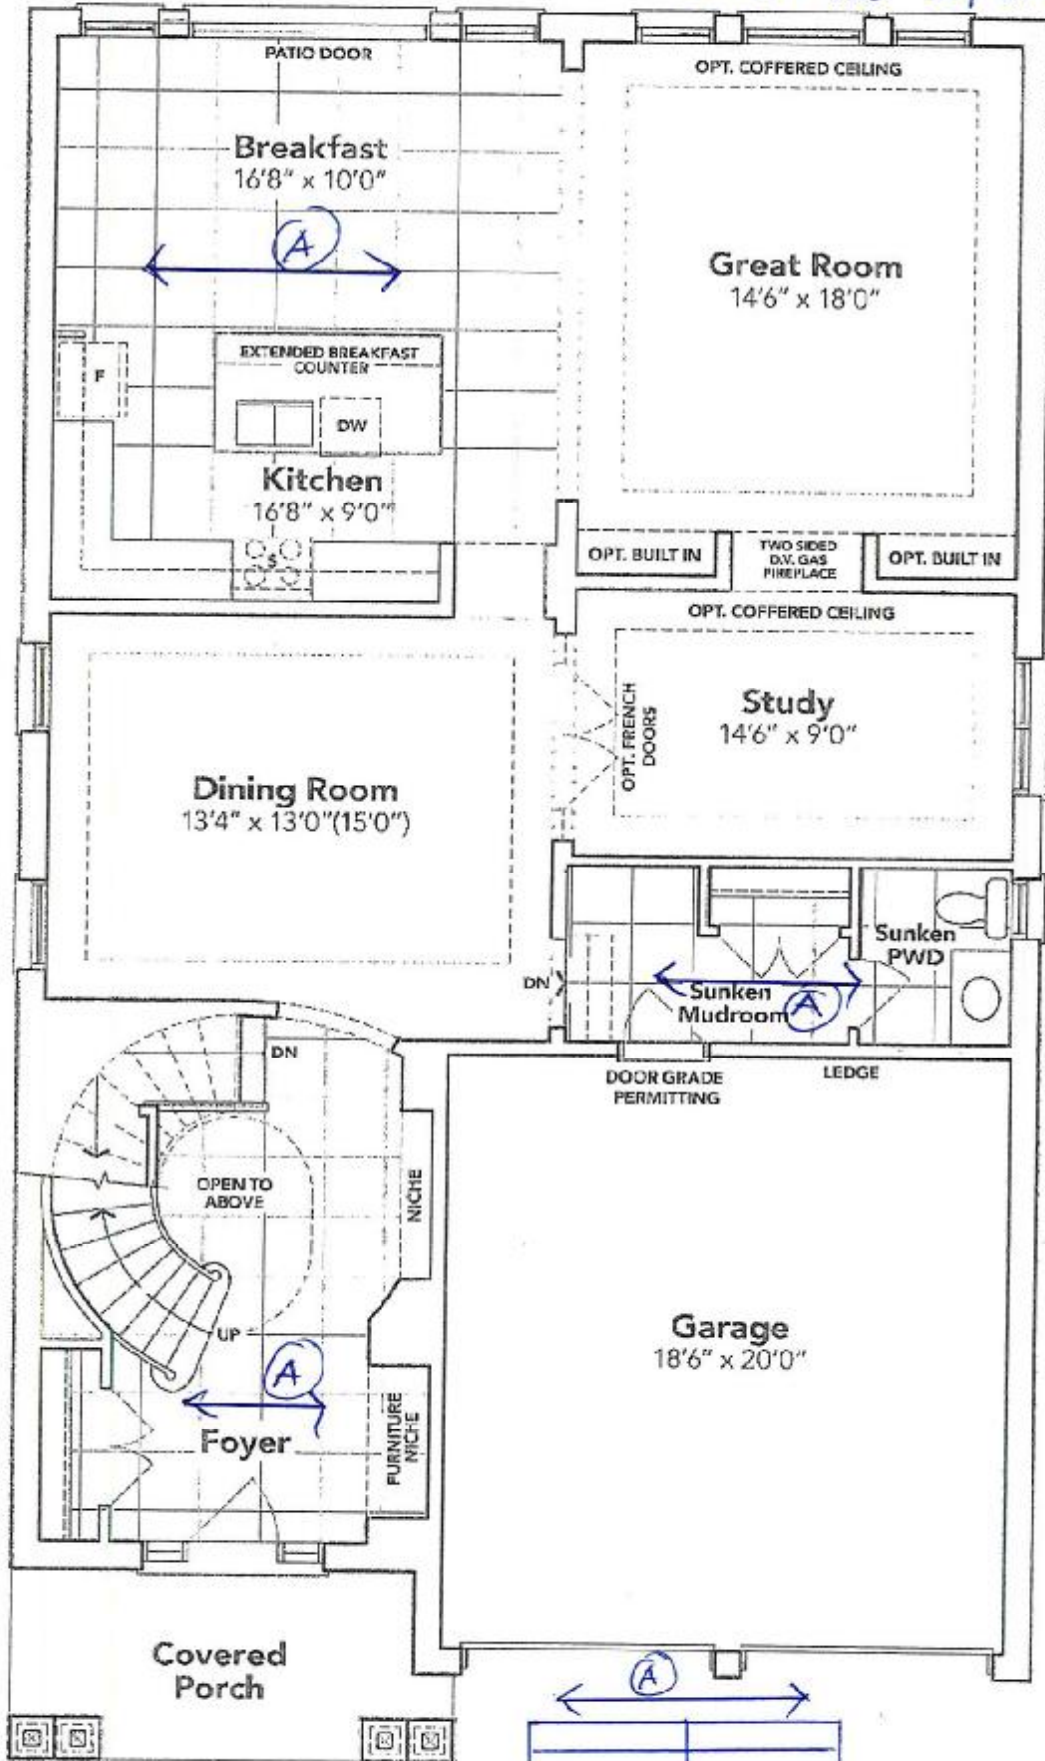 PATIO DOOR
OPT. COFFERED CEILING
Breakfast
16'8" x 10'0"
A
Great Room
14'6" x 18'0"
EXTENDED BREAKFAST
COUNTER
F
DW
Kitchen
16'8" x 9'0"
S
OPT. BUILT IN
TWO SIDED
D.V. GAS
FIREPLACE
OPT. BUILT IN
OPT. COFFERED CEILING
Study
14'6" x 9'0"
OPT. FRENCH
DOORS
Dining Room
13'4" x 13'0"(15'0")
Sunken
PWD
DN
Sunken
Mudroom
A
DN
DOOR GRADE
PERMITTING
LEDGE
OPEN TO
ABOVE
NICHE
UP
Garage
18'6" x 20'0"
A
FURNITURE
NICHE
Foyer
Covered
Porch
A